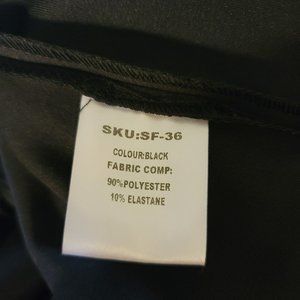 SKU:SF-36
COLOUR:BLACK
FABRIC COMP:
90%POLYESTER
10% ELASTANE